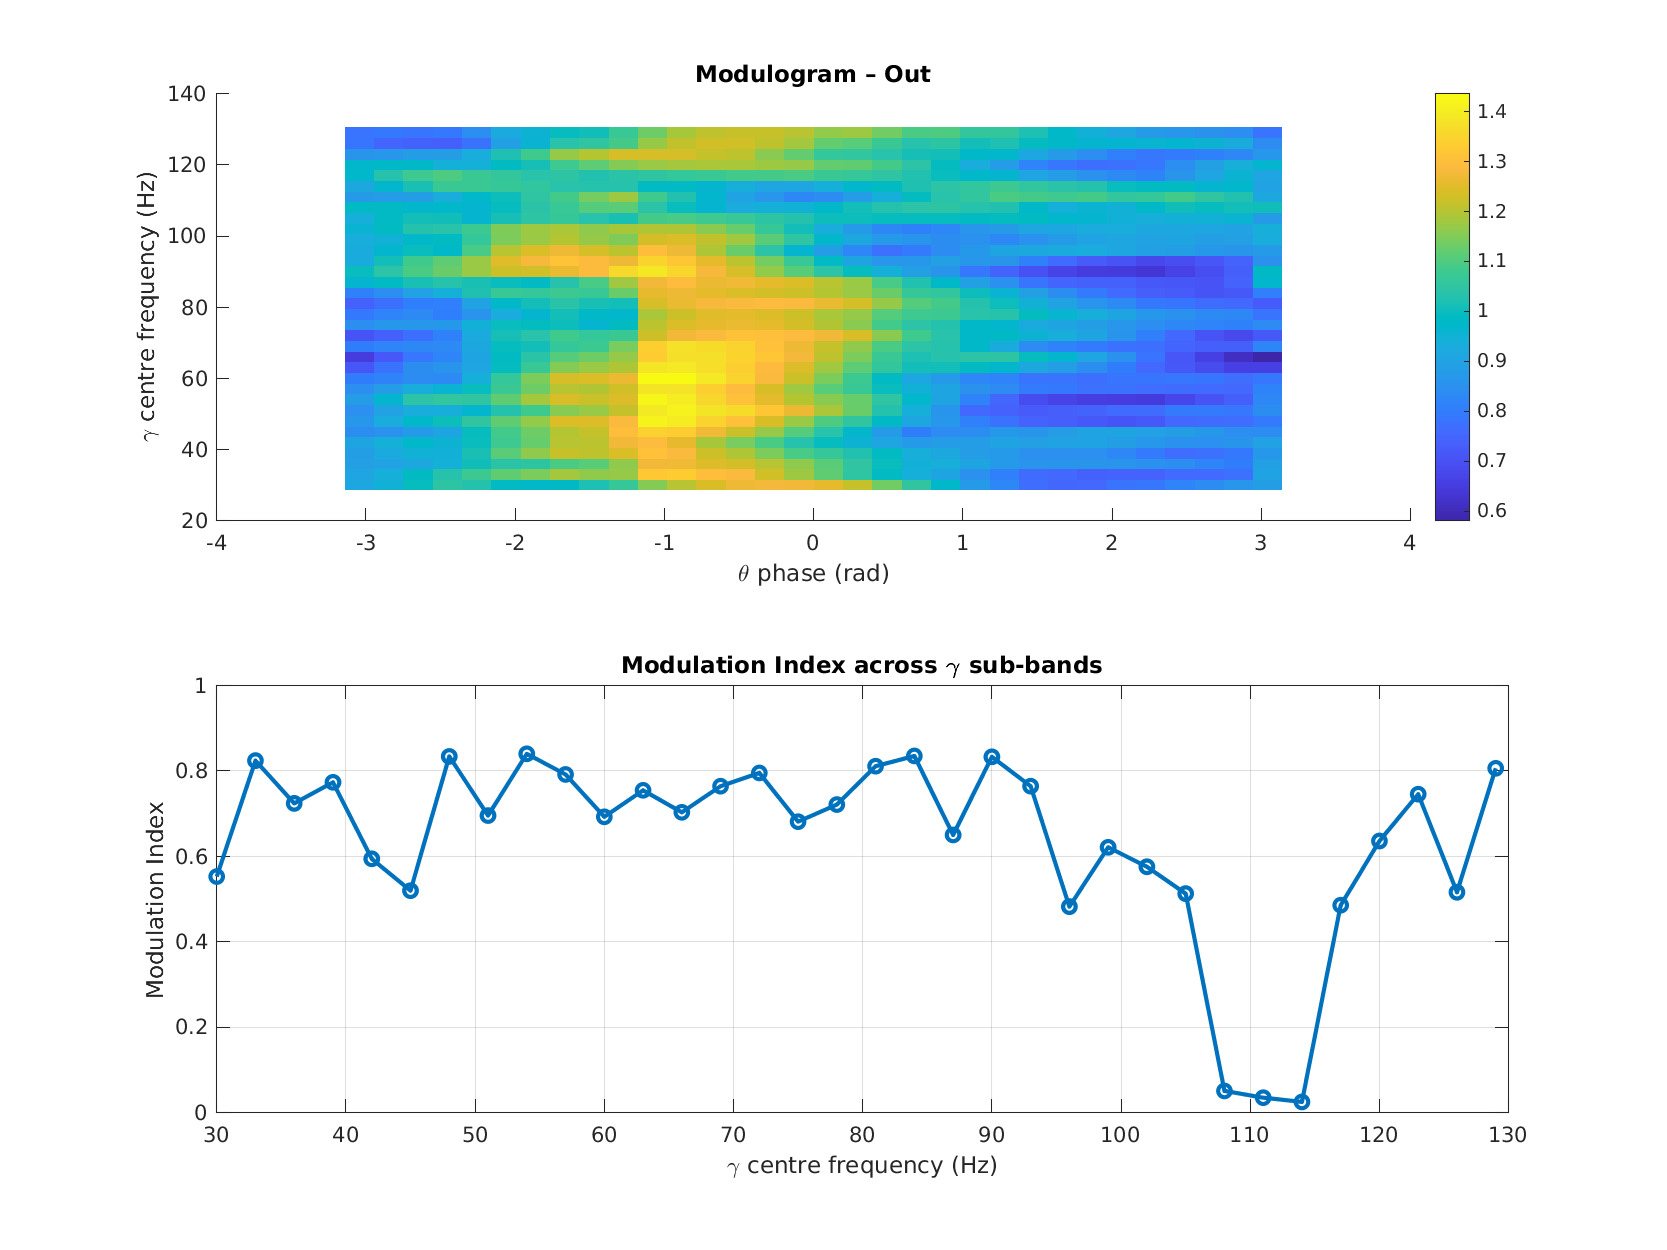 Modulogram – Out
γ centre frequency (Hz)
140
120
100
80
60
40
20
-4 -3 -2 -1 0 1 2 3 4
θ phase (rad)
1.4
1.3
1.2
1.1
1
0.9
0.8
0.7
0.6
Modulation Index across γ sub-bands
Modulation Index
1
0.8
0.6
0.4
0.2
0
30 40 50 60 70 80 90 100 110 120 130
γ centre frequency (Hz)